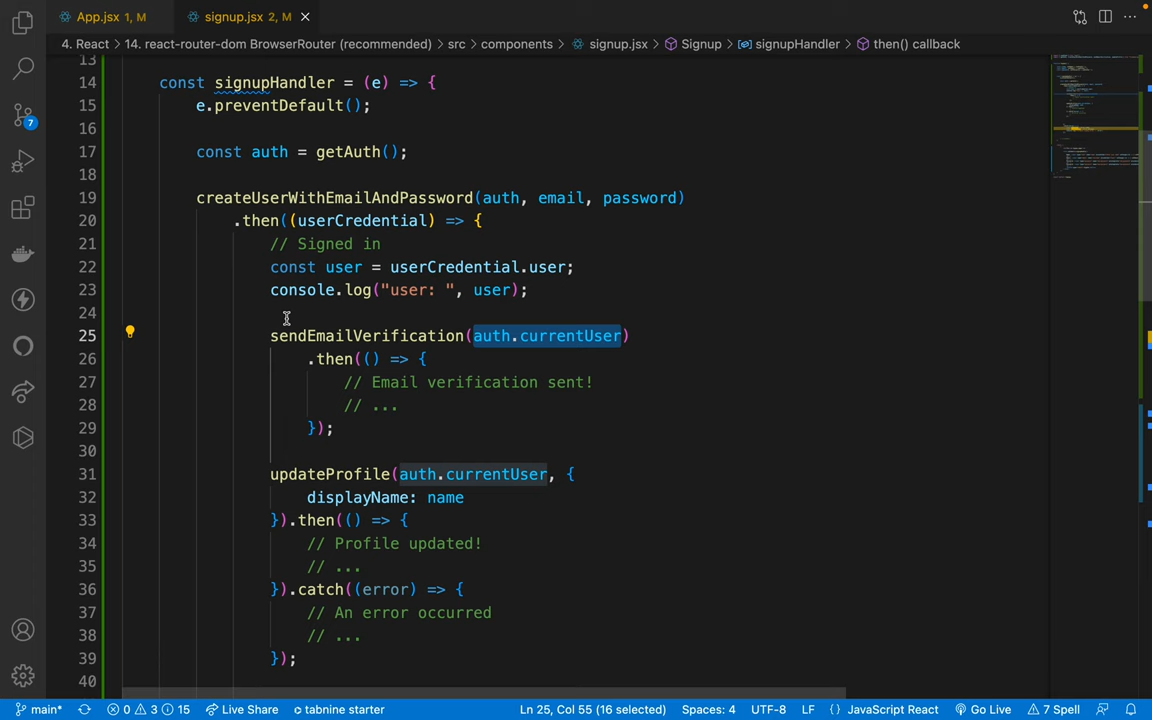 App.jsx 1, M
signup.jsx 2, M
4. React > 14. react-router-dom BrowserRouter (recommended) > src > components > signup.jsx > Signup > signupHandler > then() callback
13
14 const signupHandler = (e) => {
15 e.preventDefault();
16
17 const auth = getAuth();
18
19 createUserWithEmailAndPassword(auth, email, password)
20 .then((userCredential) => {
21 // Signed in
22 const user = userCredential.user;
23 console.log("user: ", user);
24
25 sendEmailVerification(auth.currentUser)
26 .then(() => {
27 // Email verification sent!
28 // ...
29 });
30
31 updateProfile(auth.currentUser, {
32 displayName: name
33 }).then(() => {
34 // Profile updated!
35 // ...
36 }).catch((error) => {
37 // An error occurred
38 // ...
39 });
40
7
main* 0 3 15 Live Share tabnine starter Ln 25, Col 55 (16 selected) Spaces: 4 UTF-8 LF {} JavaScript React Go Live 7 Spell